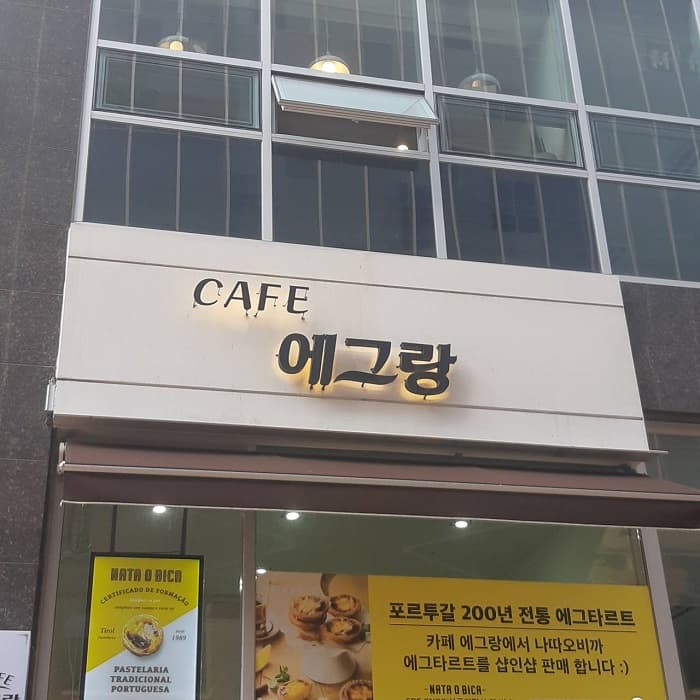 CAFE
에그랑
NATA O BICA
CERTIFICADO DE FORMAÇÃO
Tirol
1989
PASTELARIA
TRADICIONAL
PORTUGUESA
포르투갈 200년 전통 에그타르트
카페 에그랑에서 나따오비까
에그타르트를 샵인샵 판매 합니다 :)
-NATA O BICA-